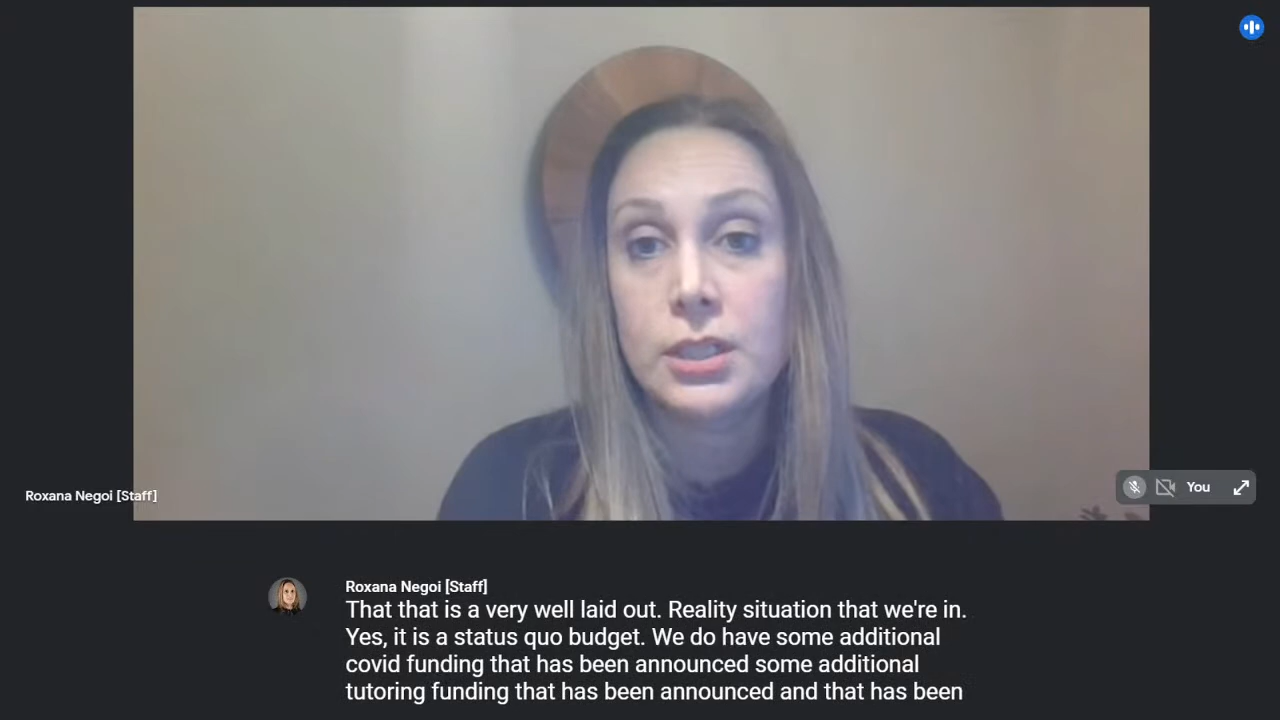 Roxana Negoi [Staff]
You
Roxana Negoi [Staff]
That that is a very well laid out. Reality situation that we're in.
Yes, it is a status quo budget. We do have some additional
covid funding that has been announced some additional
tutoring funding that has been announced and that has been